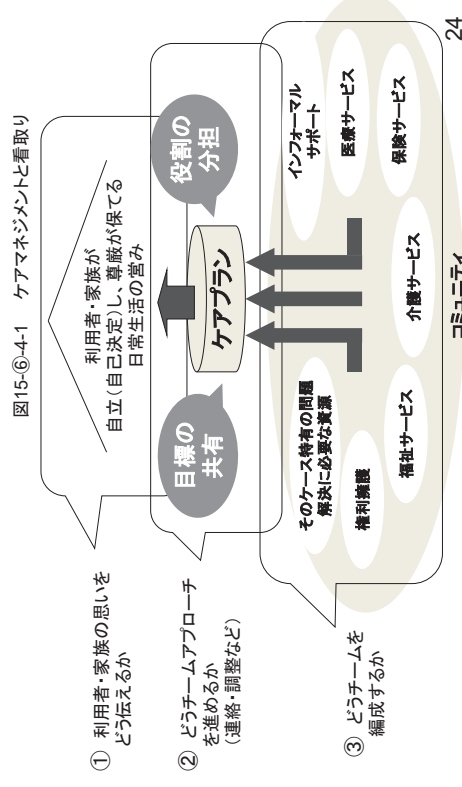 図15-⑥-4-1　ケアマネジメントと看取り
① 利用者・家族の思いを
どう伝えるか
利用者・家族が
自立(自己決定)し、尊厳が保てる
日常生活の営み
② どうチームアプローチ
を進めるか
(連絡・調整など)
目標の
共有
ケアプラン
役割の
分担
③ どうチームを
編成するか
そのケース特有の問題
解決に必要な資源
インフォーマル
サポート
権利擁護
医療サービス
福祉サービス
介護サービス
保険サービス
コミュニティ
24